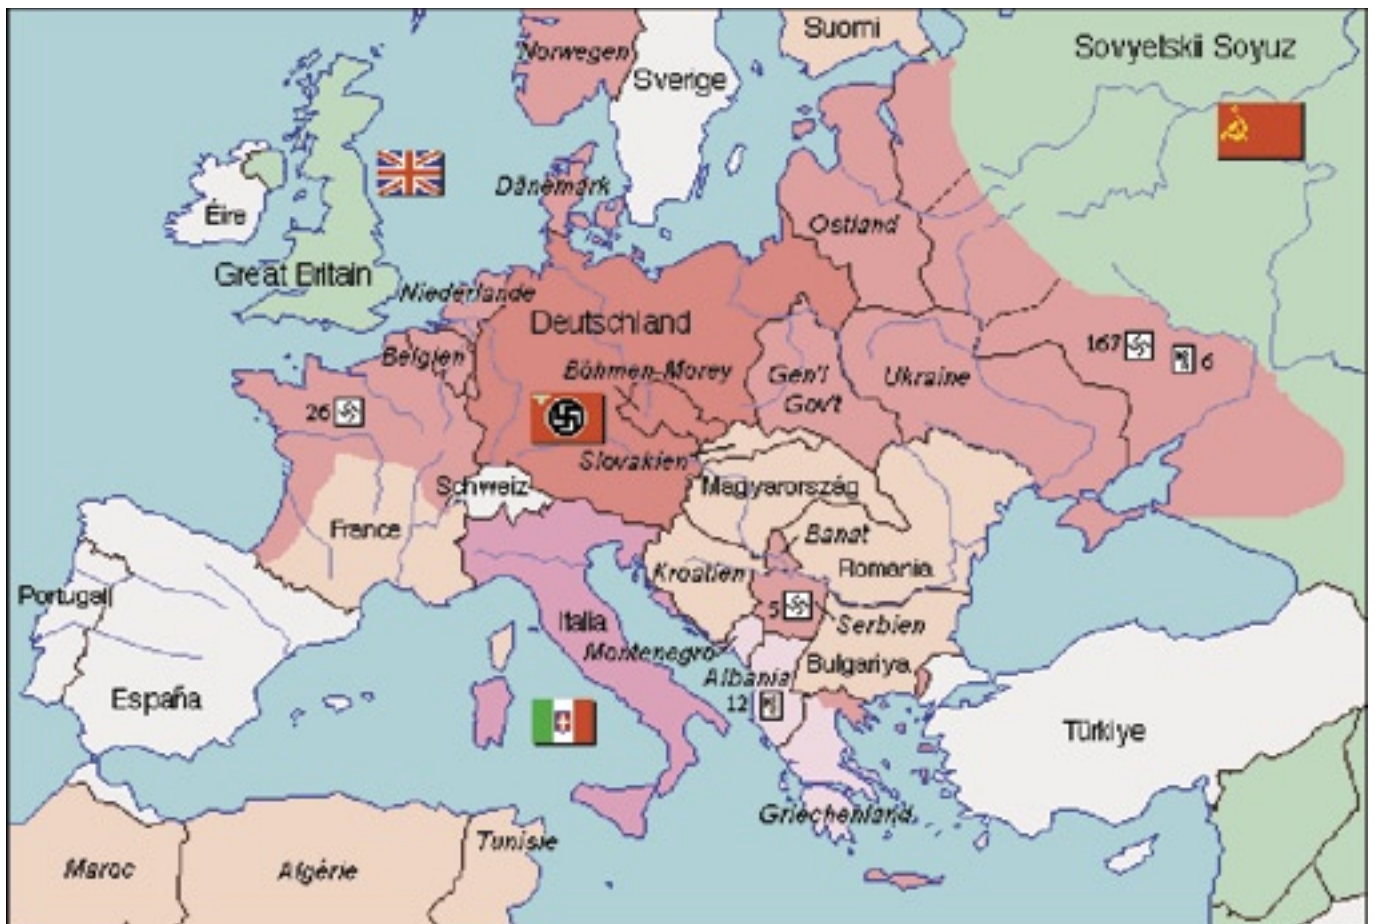 Suomi
Sovyetskii Soyuz
Norwegen
Sverige
Dänemark
Éire
Great Britain
Ostland
Niederlande
Deutschland
Belgien
Böhmen-Morey
Gen'l
Gov't
Ukraine
167
6
26
Slovakien
Schweiz
Magyarország
France
Banat
Kroatien
Romania
Portugal
Italia
5
Serbien
Montenegro
Bulgariya
Albania
España
12
Türkiye
Griechenland
Tunisie
Maroc
Algérie